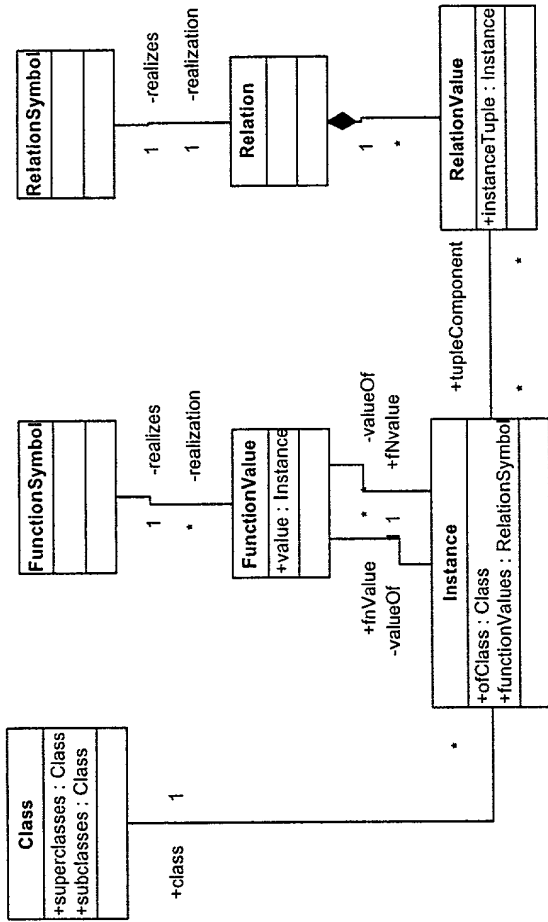 Class
+superclasses : Class
+subclasses : Class
FunctionSymbol
RelationSymbol
1
+class
*
1
-realizes
*
-realization
1
-realizes
1
-realization
FunctionValue
+value : Instance
Relation
+fnValue
-valueOf
*
1
-valueOf
+fNvalue
1
*
Instance
+ofClass : Class
+functionValues : RelationSymbol
+tupleComponent
*
*
RelationValue
+instanceTuple : Instance